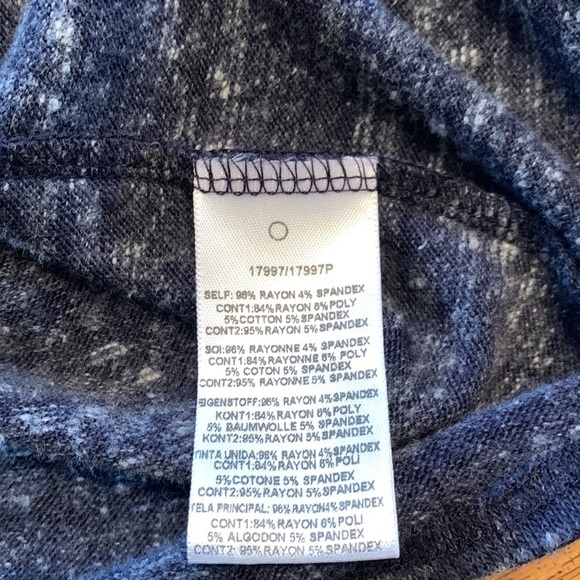 17997/17997P
SELF: 96% RAYON 4% SPANDEX
CONT1:84%RAYON 6%POLY
5%COTTON 5%SPANDEX
CONT2:95%RAYON 5%SPANDEX
SOI:96% RAYONNE 4% SPANDEX
CONT1:84%RAYONNE 6% POLY
5% COTON 5% SPANDEX
CONT2:95% RAYONNE 5% SPANDEX
EIGENSTOFF:96% RAYON 4%SPANDEX
KONT1:84%RAYON 6%POLY
5% BAUMWOLLE 5% SPANDEX
KONT2:95%RAYON 5%SPANDEX
TINTA UNIDA:96% RAYON 4%SPANDEX
CONT1:84%RAYON 6%POLI
5%COTONE 5% SPANDEX
CONT2:95% RAYON 5% SPANDEX
TELA PRINCIPAL: 96%RAYON4%SPANDEX
CONT1:84%RAYON 6%POLI
5% ALGODON 5% SPANDEX
CONT2: 95% RAYON 5% SPANDEX